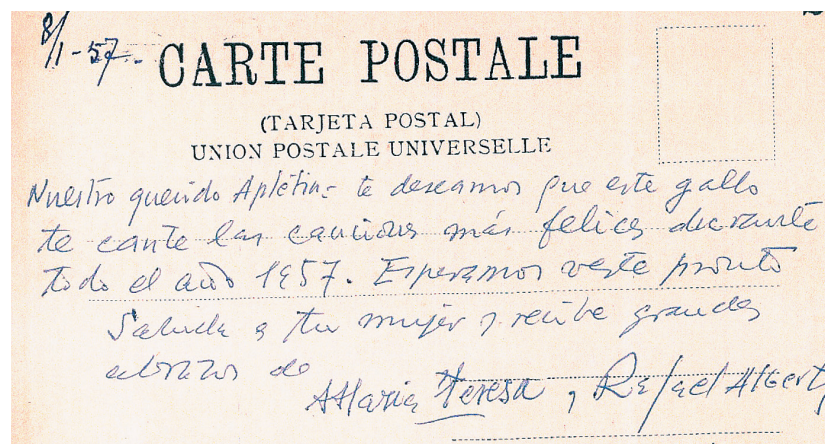 8/1-57.
CARTE POSTALE
(TARJETA POSTAL)
UNION POSTALE UNIVERSELLE
Nuestro querido Aplétin = te deseamos que este gallo
te cante las canciones más felices durante
todo el año 1957. Esperamos verte pronto
Saluda a tu mujer y recibe grandes
abrazos de
María Teresa y Rafael Alberti